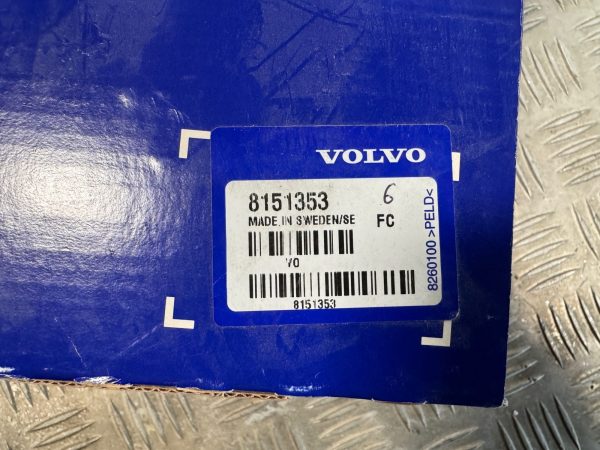 VOLVO
8151353 6
MADE IN SWEDEN/SE FC
VO
8151353
8260100 >PELD<